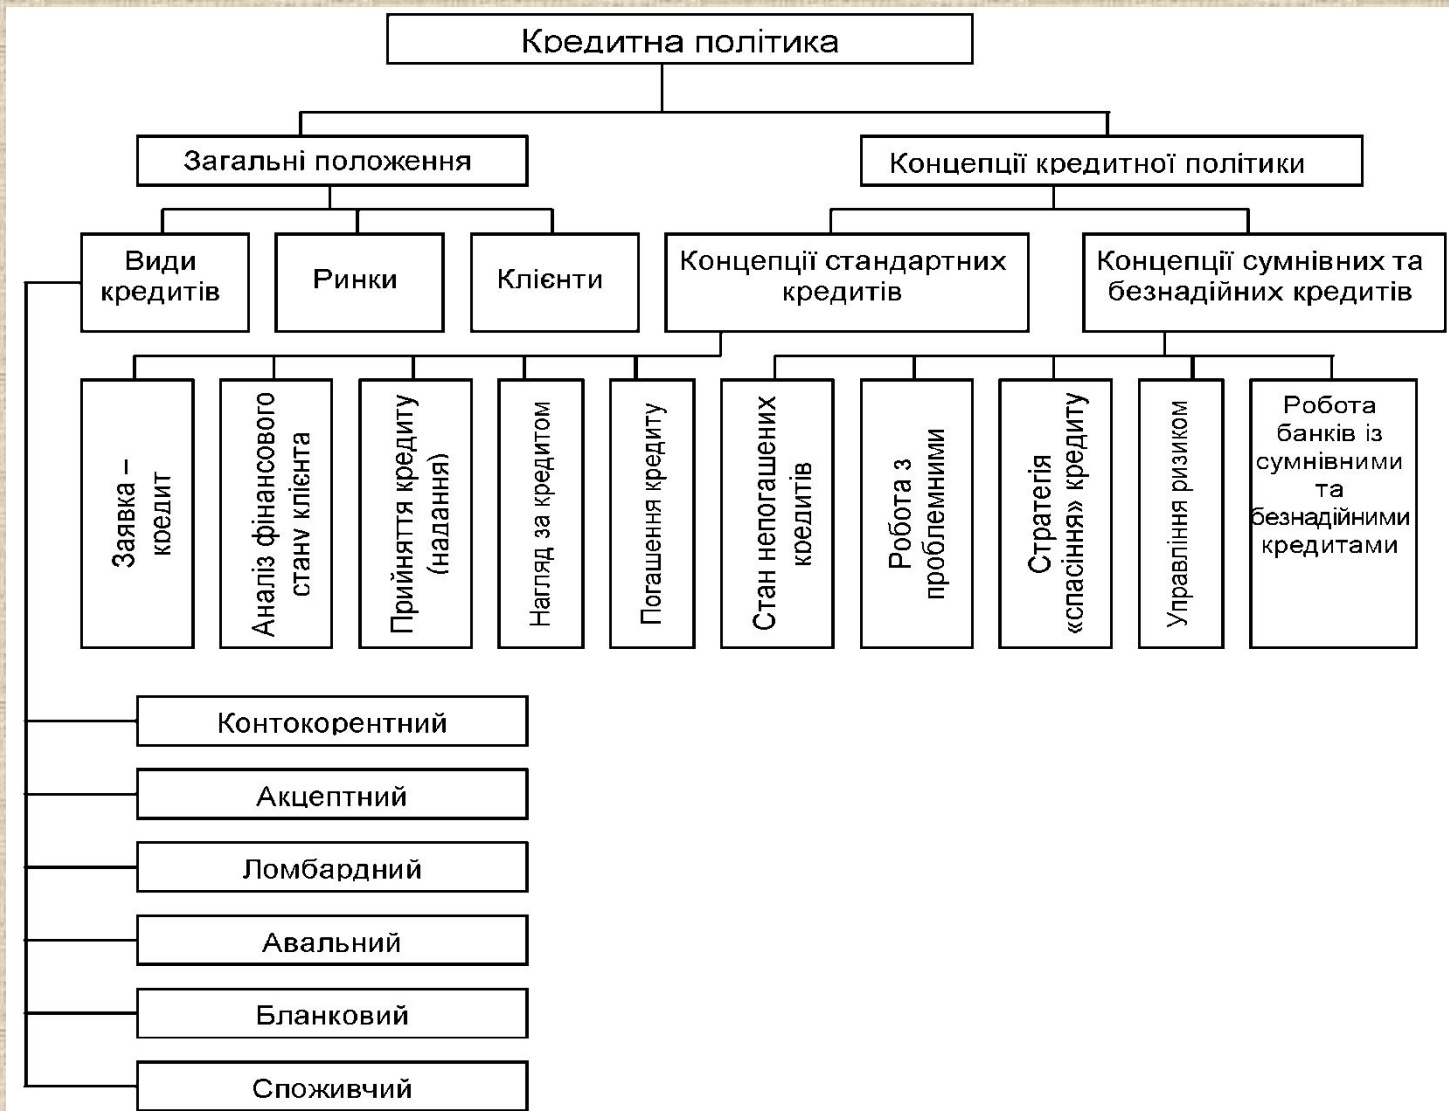 Кредитна політика
Загальні положення
Концепції кредитної політики
Види
кредитів
Ринки
Клієнти
Концепції стандартних
кредитів
Концепції сумнівних та
безнадійних кредитів
Заявка –
кредит
Аналіз фінансового
стану клієнта
Прийняття кредиту
(надання)
Нагляд за кредитом
Погашення кредиту
Стан непогашених
кредитів
Робота з
проблемними
Стратегія
«спасіння» кредиту
Управління ризиком
Робота
банків із
сумнівними
та
безнадійними
кредитами
Контокорентний
Акцептний
Ломбардний
Авальний
Бланковий
Споживчий